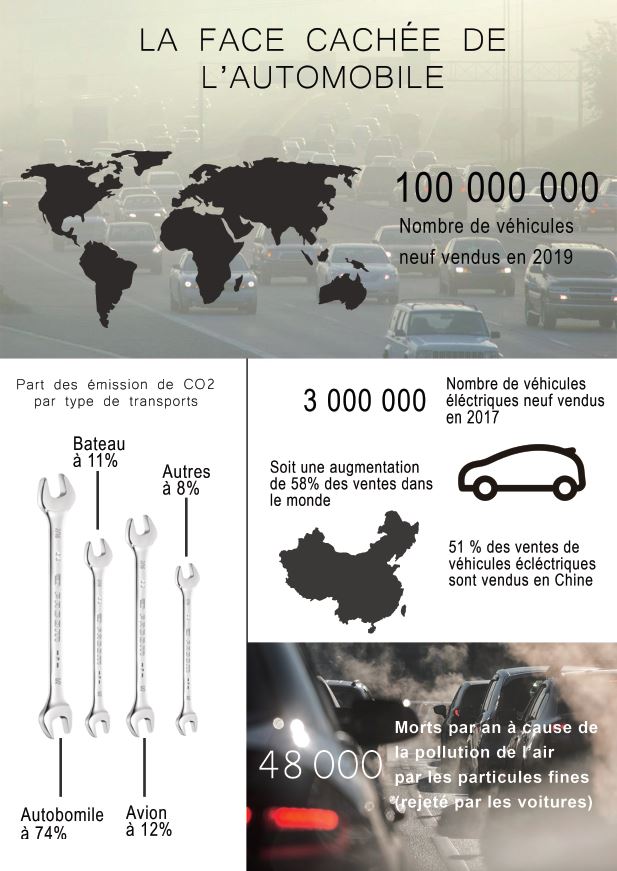 LA FACE CACHÉE DE
L'AUTOMOBILE
100 000 000
Nombre de véhicules
neuf vendus en 2019
Part des émission de CO2
par type de transports
Bateau
à 11%
Autres
à 8%
Autobomile
à 74%
Avion
à 12%
3 000 000
Nombre de véhicules
éléctriques neuf vendus
en 2017
Soit une augmentation
de 58% des ventes dans
le monde
51 % des ventes de
véhicules écléctriques
sont vendus en Chine
48 000
Morts par an à cause de
la pollution de l'air
par les particules fines
(rejeté par les voitures)